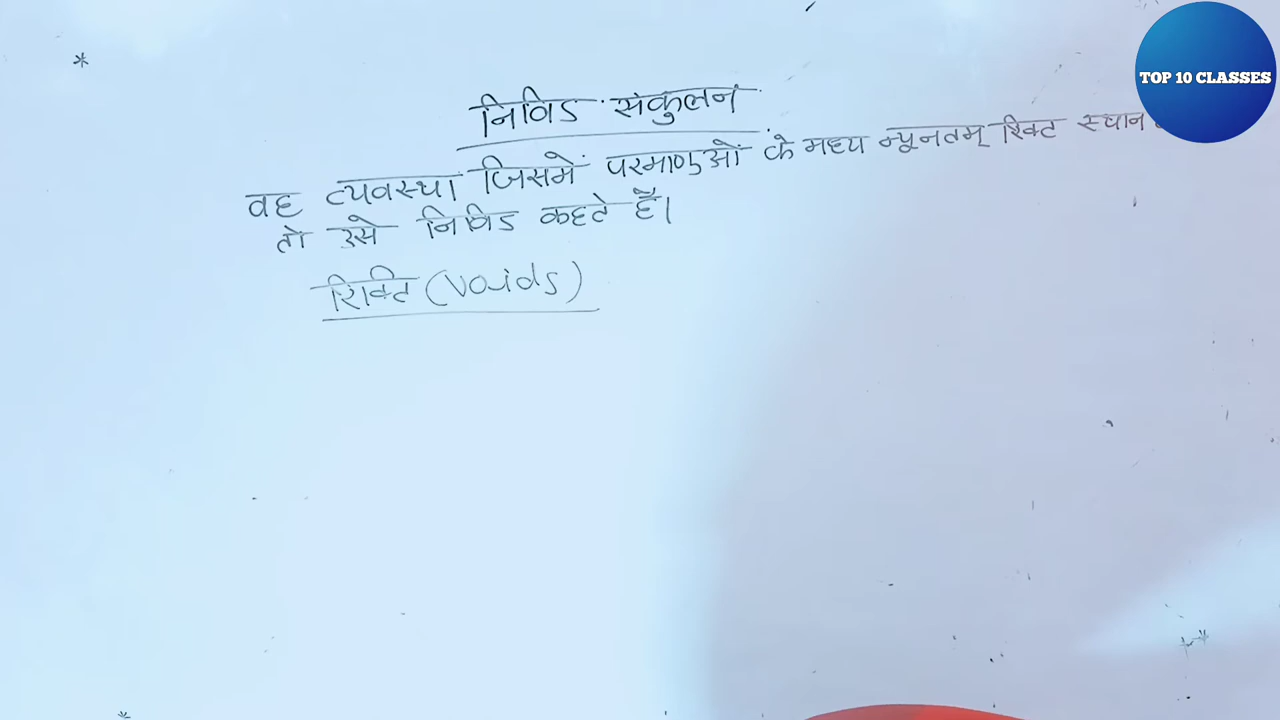 TOP 10 CLASSES
निविड संकुलन
वह व्यवस्था जिसमें परमाणुओं के मध्य न्यूनतम् रिक्ट स्थान
तो उसे निविड कहते है।
रिक्ति (Voids)